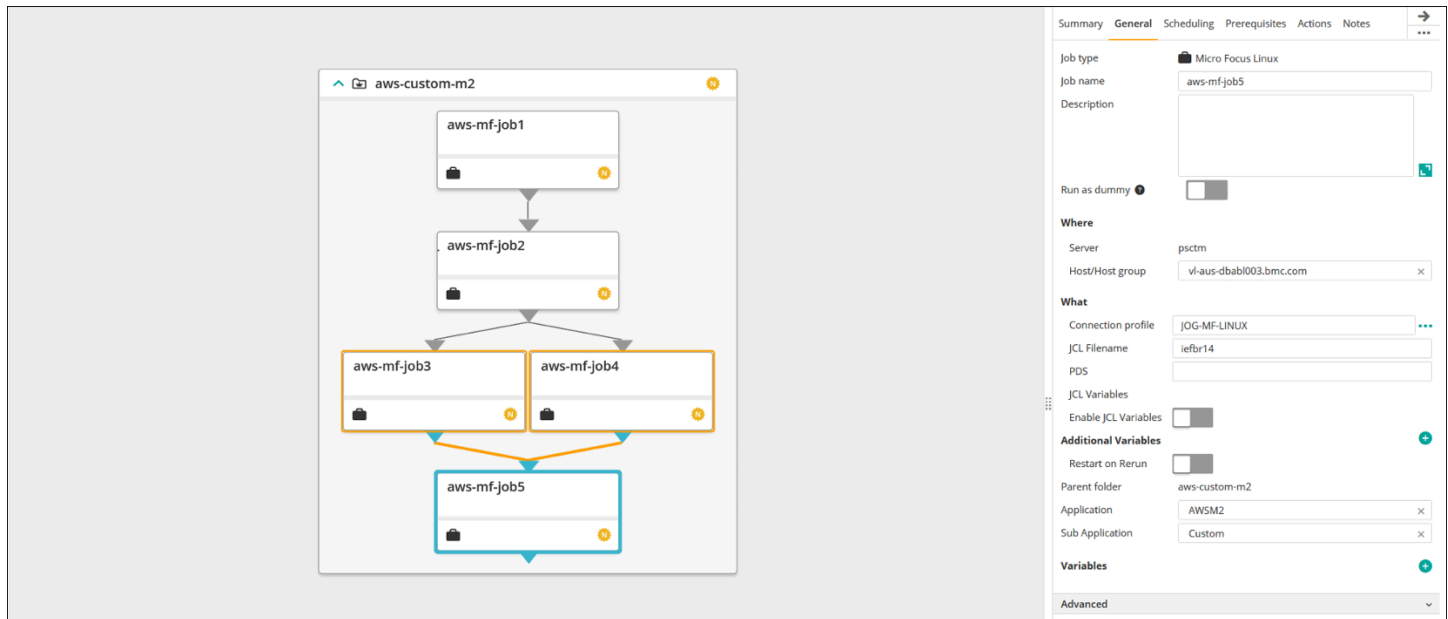 aws-custom-m2
N
aws-mf-job1
N
aws-mf-job2
N
aws-mf-job3
N
aws-mf-job4
N
aws-mf-job5
N
Summary General Scheduling Prerequisites Actions Notes
Job type Micro Focus Linux
Job name aws-mf-job5
Description
Run as dummy ?
Where
Server psctm
Host/Host group vl-aus-dbabl003.bmc.com ×
What
Connection profile JOG-MF-LINUX
JCL Filename iefbr14
PDS
JCL Variables
Enable JCL Variables
Additional Variables
Restart on Rerun
Parent folder aws-custom-m2
Application AWSM2 ×
Sub Application Custom ×
Variables
Advanced